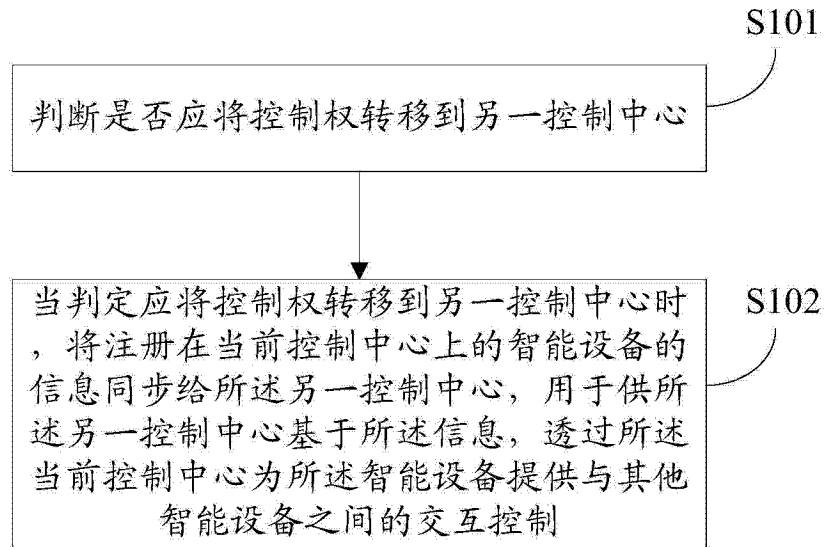 S101
判断是否应将控制权转移到另一控制中心
当判定应将控制权转移到另一控制中心时
，将注册在当前控制中心上的智能设备的
S102
信息同步给所述另一控制中心，用于供所
述另一控制中心基于所述信息，透过所述
当前控制中心为所述智能设备提供与其他
智能设备之间的交互控制